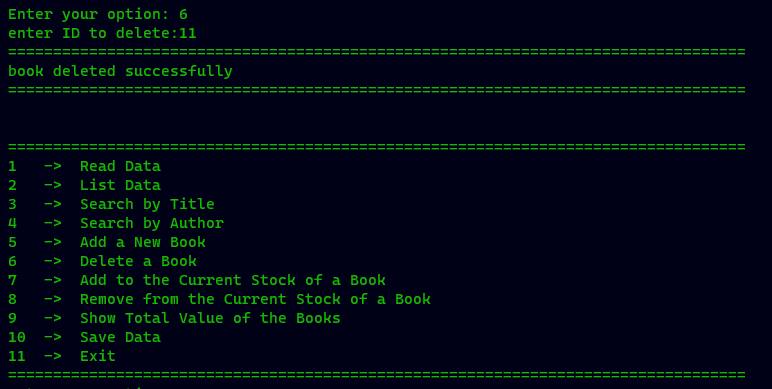 Enter your option: 6
enter ID to delete:11
==================================================================================
book deleted successfully
==================================================================================
==================================================================================
1   ->  Read Data
2   ->  List Data
3   ->  Search by Title
4   ->  Search by Author
5   ->  Add a New Book
6   ->  Delete a Book
7   ->  Add to the Current Stock of a Book
8   ->  Remove from the Current Stock of a Book
9   ->  Show Total Value of the Books
10  ->  Save Data
11  ->  Exit
==================================================================================